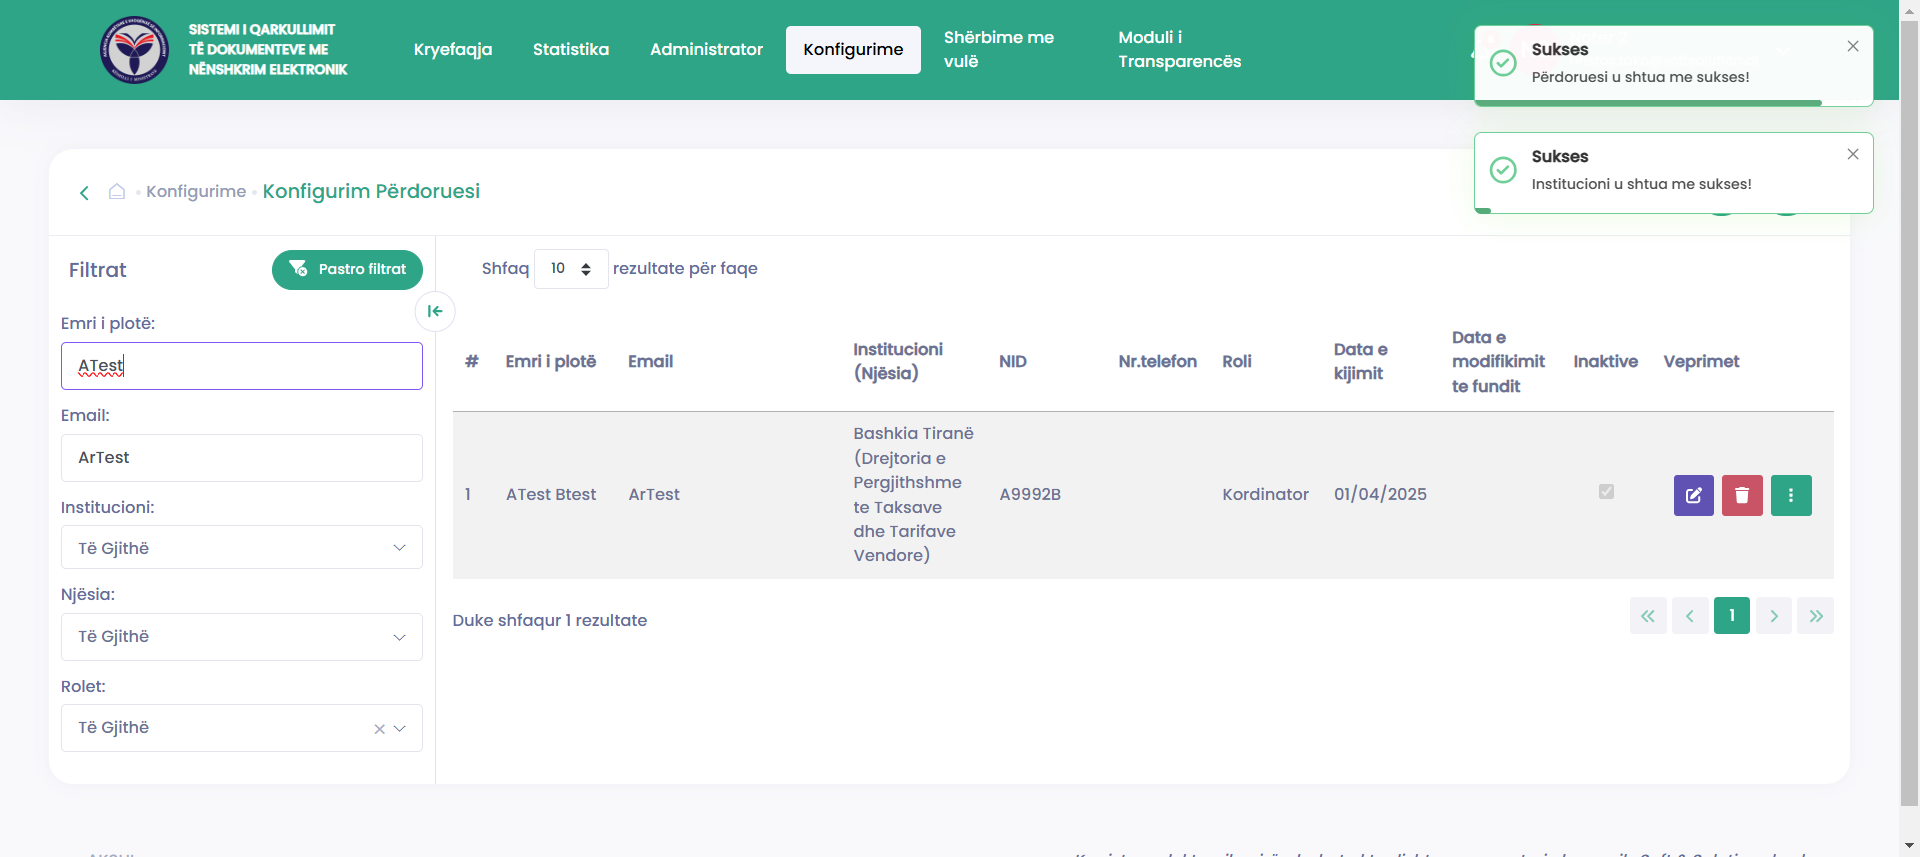 SISTEMI I QARKULLIMIT
TË DOKUMENTEVE ME
NËNSHKRIM ELEKTRONIK
Kryefaqja
Statistika
Administrator
Konfigurime
Shërbime me
vulë
Moduli i
Transparencës
Sukses
Përdoruesi u shtua me sukses!
Sukses
Institucioni u shtua me sukses!
Konfigurime
Konfigurim Përdoruesi
Filtrat
Pastro filtrat
Emri i plotë:
ATest
Email:
ArTest
Institucioni:
Të Gjithë
Njësia:
Të Gjithë
Rolet:
Të Gjithë
Shfaq 10 rezultate për faqe
#
Emri i plotë
Email
Institucioni
(Njësia)
NID
Nr.telefon
Roli
Data e
kijimit
Data e
modifikimit
te fundit
Inaktive
Veprimet
1
ATest Btest
ArTest
Bashkia Tiranë
(Drejtoria e
Pergjithshme
te Taksave
dhe Tarifave
Vendore)
A9992B
Kordinator
01/04/2025
Duke shfaqur 1 rezultate
1